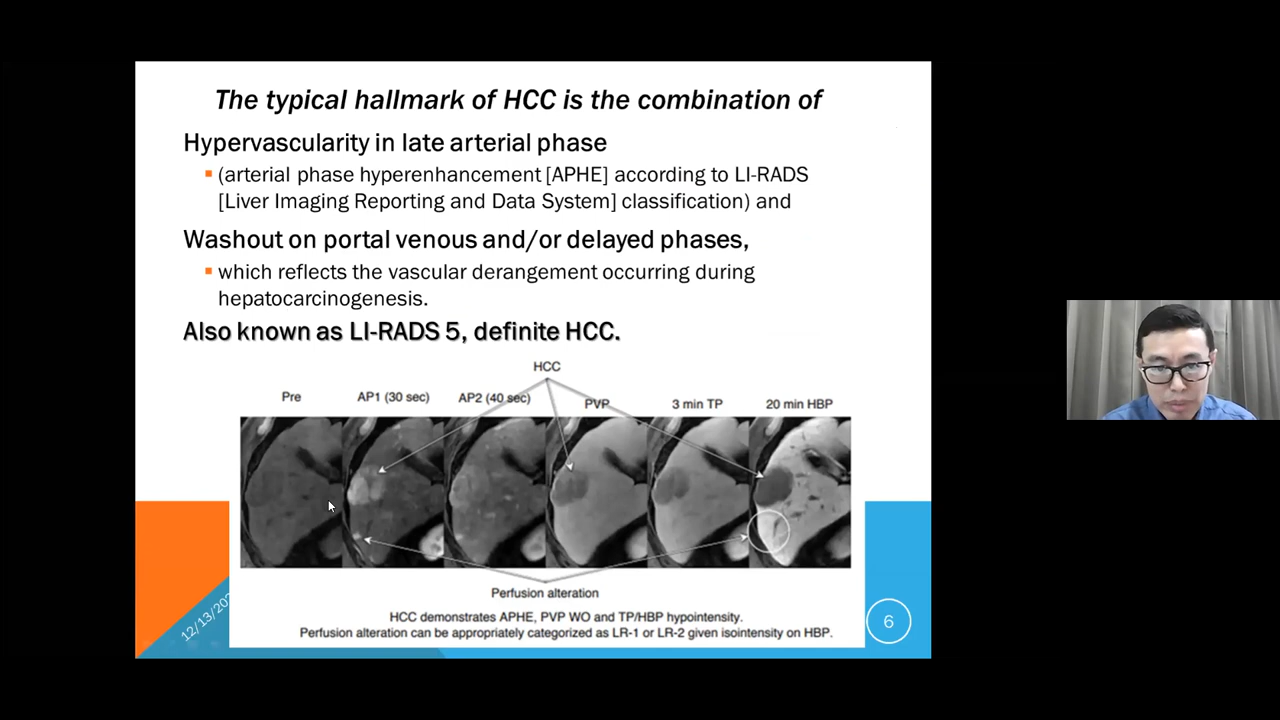 The typical hallmark of HCC is the combination of
Hypervascularity in late arterial phase
(arterial phase hyperenhancement [APHE] according to LI-RADS
[Liver Imaging Reporting and Data System] classification) and
Washout on portal venous and/or delayed phases,
which reflects the vascular derangement occurring during
hepatocarcinogenesis.
Also known as LI-RADS 5, definite HCC.
HCC
Pre AP1 (30 sec) AP2 (40 sec) PVP 3 min TP 20 min HBP
Perfusion alteration
HCC demonstrates APHE, PVP WO and TP/HBP hypointensity.
Perfusion alteration can be appropriately categorized as LR-1 or LR-2 given isointensity on HBP.
6